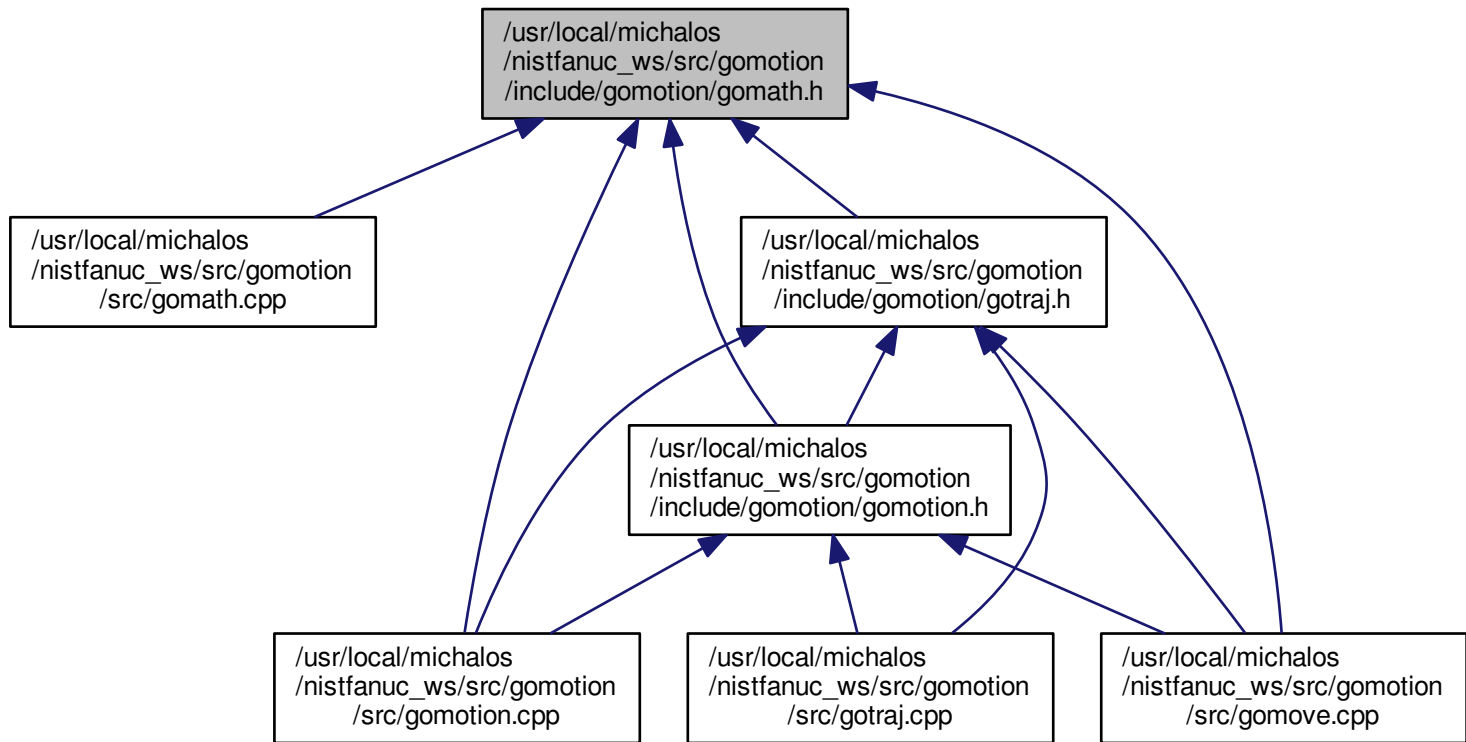 /usr/local/michalos
/nistfanuc_ws/src/gomotion
/include/gomotion/gomath.h
/usr/local/michalos
/nistfanuc_ws/src/gomotion
/src/gomath.cpp
/usr/local/michalos
/nistfanuc_ws/src/gomotion
/include/gomotion/gotraj.h
/usr/local/michalos
/nistfanuc_ws/src/gomotion
/include/gomotion/gomotion.h
/usr/local/michalos
/nistfanuc_ws/src/gomotion
/src/gomotion.cpp
/usr/local/michalos
/nistfanuc_ws/src/gomotion
/src/gotraj.cpp
/usr/local/michalos
/nistfanuc_ws/src/gomotion
/src/gomove.cpp